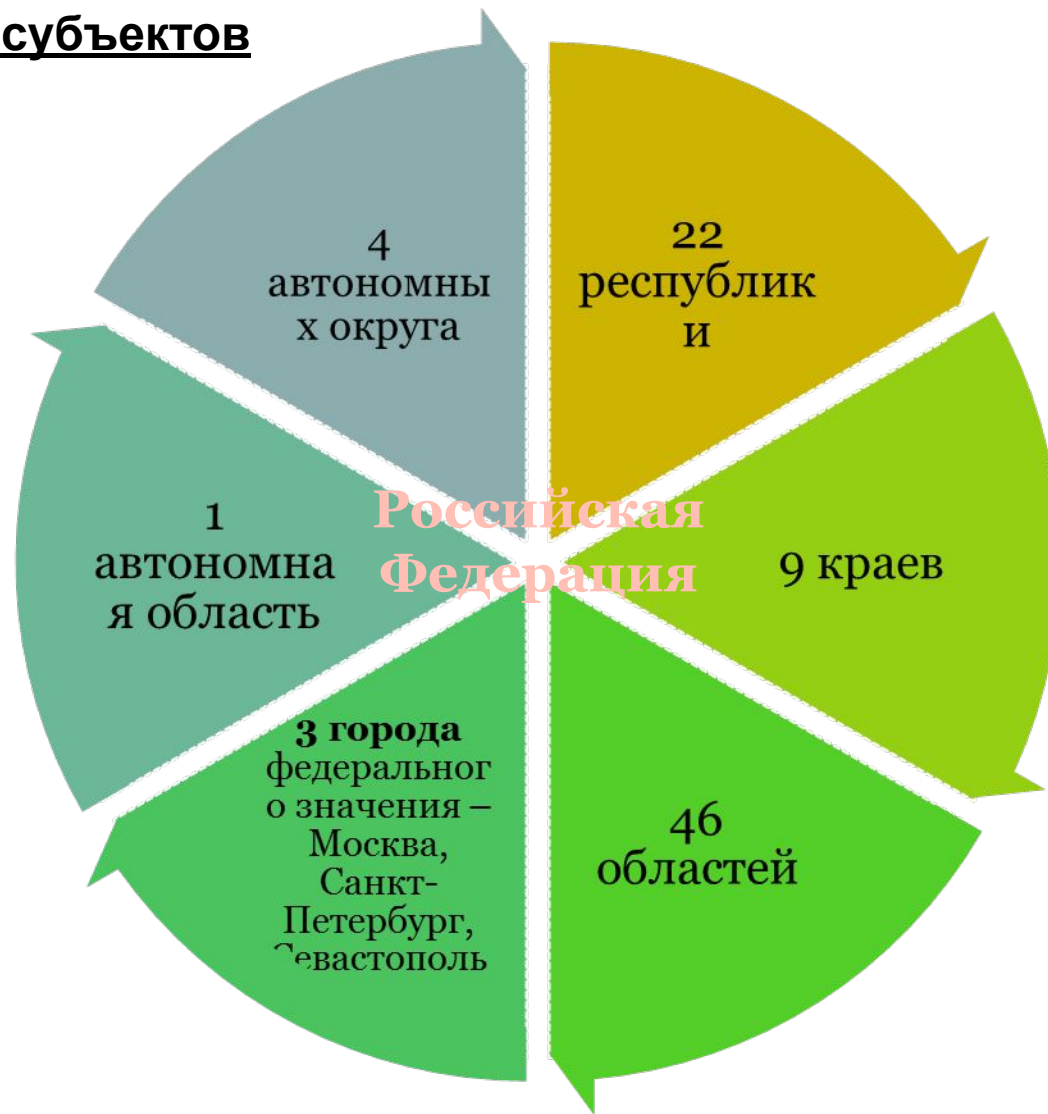 субъектов
4
автономны
х округа
22
республик
и
Российская
Федерация
1
автономна
я область
9 краев
3 города
федеральног
о значения –
Москва,
Санкт-
Петербург,
Севастополь
46
областей